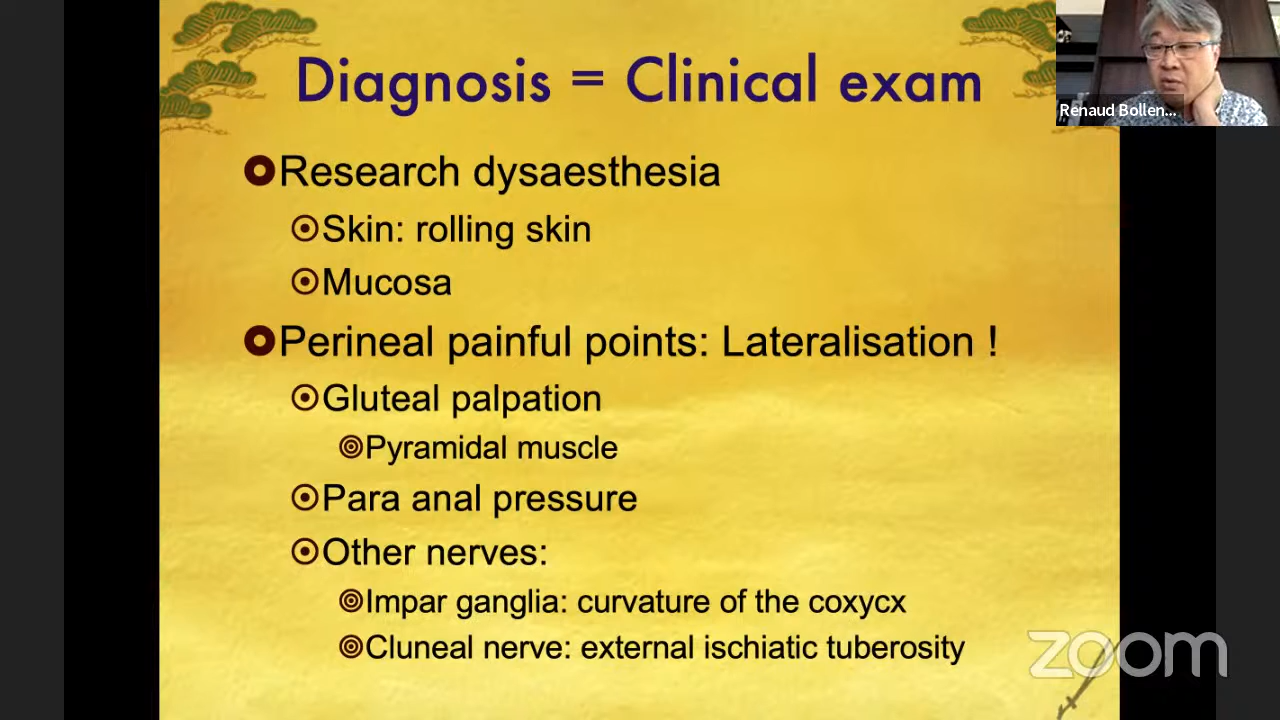 Diagnosis = Clinical exam
Renaud Bollen...
Research dysaesthesia
Skin: rolling skin
Mucosa
Perineal painful points: Lateralisation !
Gluteal palpation
Pyramidal muscle
Para anal pressure
Other nerves:
Impar ganglia: curvature of the coxycx
Cluneal nerve: external ischiatic tuberosity
zoom